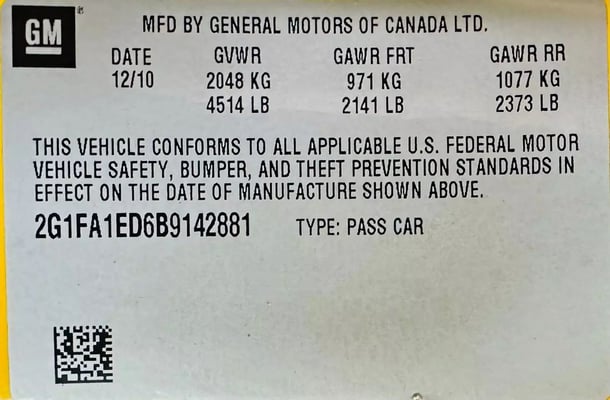 GM
MFD BY GENERAL MOTORS OF CANADA LTD.
DATE GVWR GAWR FRT GAWR RR
12/10 2048 KG 971 KG 1077 KG
4514 LB 2141 LB 2373 LB
THIS VEHICLE CONFORMS TO ALL APPLICABLE U.S. FEDERAL MOTOR
VEHICLE SAFETY, BUMPER, AND THEFT PREVENTION STANDARDS IN
EFFECT ON THE DATE OF MANUFACTURE SHOWN ABOVE.
2G1FA1ED6B9142881 TYPE: PASS CAR